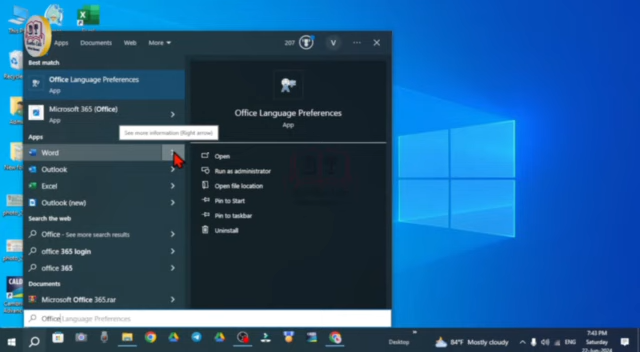 Apps Documents Web More 207 V
Best match
Office Language Preferences
App
Microsoft 365 (Office)
App
See more information (Right arrow)
Apps
Word
Outlook
Excel
Outlook (new)
Search the web
Office - See more search results
office 365 login
office 365
Documents
Microsoft Office 365.rar
Office Language Preferences
Office Language Preferences
App
Open
Run as administrator
Open file location
Pin to Start
Pin to taskbar
Uninstall
Desktop
84°F Mostly cloudy
ENG
7:43 PM
Saturday
22-Jun-2024